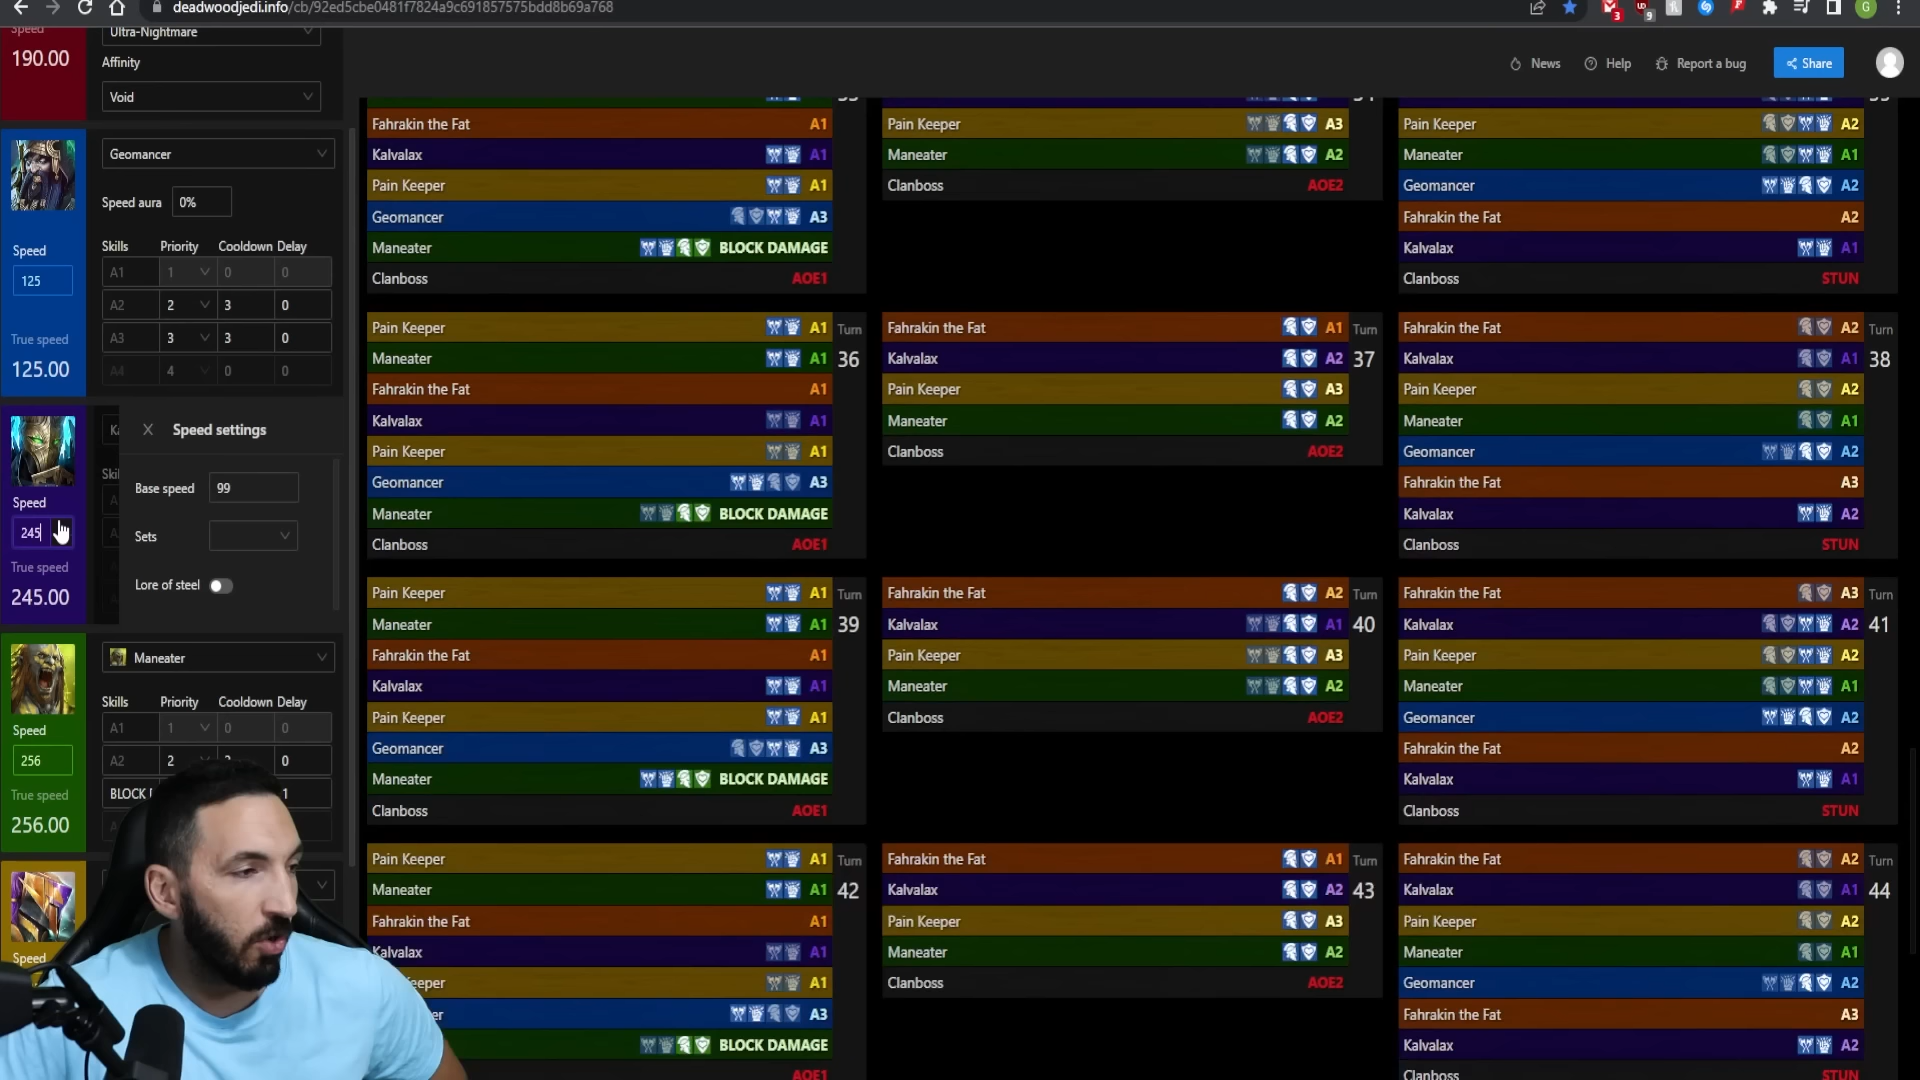 deadwoodjedi.info/cb/92ed5cbe0481f7824a9c691857575bdd8b69a768
3
9
G
News
Help
Report a bug
Share
Speed
190.00
Ultra-Nightmare
Affinity
Void
Geomancer
Speed aura
0%
Skills Priority Cooldown Delay
A1 1 0 0
A2 2 3 0
A3 3 3 0
A4 4 0 0
Speed
125
True speed
125.00
Speed settings
Base speed 99
Sets
Lore of steel
Speed
245
True speed
245.00
Maneater
Skills Priority Cooldown Delay
A1 1 0 0
A2 2 0
BLOCK 1
Speed
256
True speed
256.00
Speed
Fahrakin the Fat A1
Kalvalax A1
Pain Keeper A1
Geomancer A3
Maneater BLOCK DAMAGE
Clanboss AOE1
Pain Keeper A3
Maneater A2
Clanboss AOE2
Pain Keeper A2
Maneater A1
Geomancer A2
Fahrakin the Fat A2
Kalvalax A1
Clanboss STUN
Pain Keeper A1 Turn
Maneater A1 36
Fahrakin the Fat A1
Kalvalax A1
Pain Keeper A1
Geomancer A3
Maneater BLOCK DAMAGE
Clanboss AOE1
Fahrakin the Fat A1 Turn
Kalvalax A2 37
Pain Keeper A3
Maneater A2
Clanboss AOE2
Fahrakin the Fat A2 Turn
Kalvalax A1 38
Pain Keeper A2
Maneater A1
Geomancer A2
Fahrakin the Fat A3
Kalvalax A2
Clanboss STUN
Pain Keeper A1 Turn
Maneater A1 39
Fahrakin the Fat A1
Kalvalax A1
Pain Keeper A1
Geomancer A3
Maneater BLOCK DAMAGE
Clanboss AOE1
Fahrakin the Fat A2 Turn
Kalvalax A1 40
Pain Keeper A3
Maneater A2
Clanboss AOE2
Fahrakin the Fat A3 Turn
Kalvalax A2 41
Pain Keeper A2
Maneater A1
Geomancer A2
Fahrakin the Fat A2
Kalvalax A1
Clanboss STUN
Pain Keeper A1 Turn
Maneater A1 42
Fahrakin the Fat A1
Kalvalax A1
eeper A1
er A3
BLOCK DAMAGE
AOE1
Fahrakin the Fat A1 Turn
Kalvalax A2 43
Pain Keeper A3
Maneater A2
Clanboss AOE2
Fahrakin the Fat A2 Turn
Kalvalax A1 44
Pain Keeper A2
Maneater A1
Geomancer A2
Fahrakin the Fat A3
Kalvalax A2
Clanboss STUN